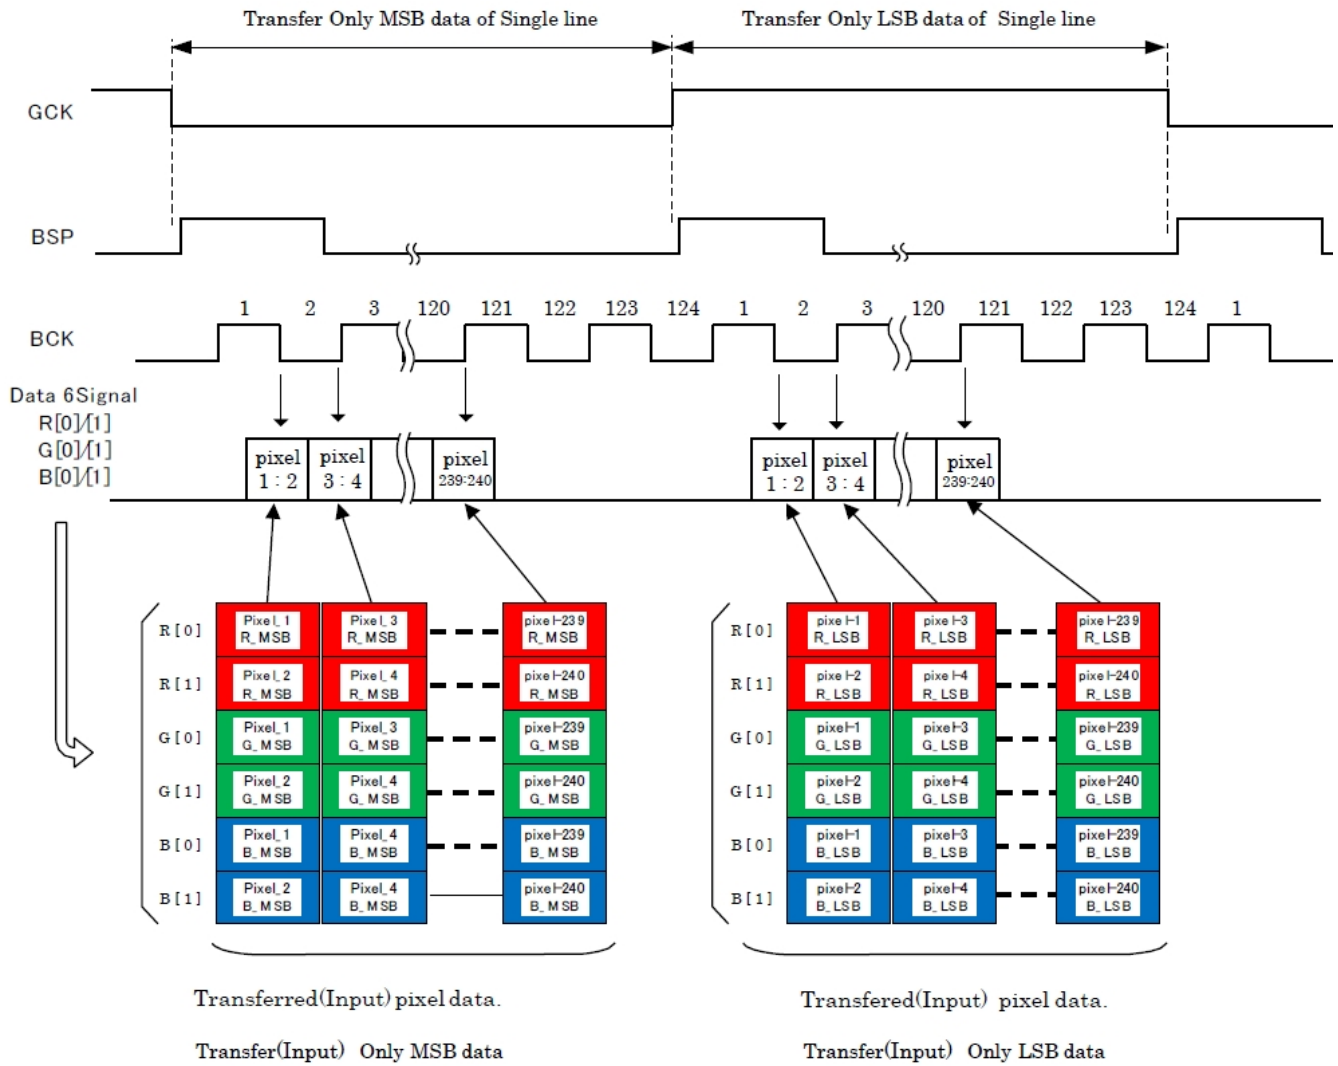 Transfer Only MSB data of Single line
Transfer Only LSB data of Single line
GCK
BSP
1 2 3 120 121 122 123 124 1 2 3 120 121 122 123 124 1
BCK
Data 6Signal
R[0]/[1]
G[0]/[1]
B[0]/[1]
pixel 1 : 2
pixel 3 : 4
pixel 239:240
pixel 1 : 2
pixel 3 : 4
pixel 239:240
R[0]
Pixel_1 R_MSB
Pixel_3 R_MSB
pixel-239 R_MSB
R[1]
Pixel_2 R_MSB
Pixel_4 R_MSB
pixel-240 R_MSB
G[0]
Pixel_1 G_MSB
Pixel_3 G_MSB
pixel-239 G_MSB
G[1]
Pixel_2 G_MSB
Pixel_4 G_MSB
pixel-240 G_MSB
B[0]
Pixel_1 B_MSB
Pixel_4 B_MSB
pixel-239 B_MSB
B[1]
Pixel_2 B_MSB
Pixel_4 B_MSB
pixel-240 B_MSB
R[0]
pixel-1 R_LSB
pixel-3 R_LSB
pixel-239 R_LSB
R[1]
pixel-2 R_LSB
pixel-4 R_LSB
pixel-240 R_LSB
G[0]
pixel-1 G_LSB
pixel-3 G_LSB
pixel-239 G_LSB
G[1]
pixel-2 G_LSB
pixel-4 G_LSB
pixel-240 G_LSB
B[0]
pixel-1 B_LSB
pixel-3 B_LSB
pixel-239 B_LSB
B[1]
pixel-2 B_LSB
pixel-4 B_LSB
pixel-240 B_LSB
Transferred(Input) pixel data.
Transfer(Input) Only MSB data
Transfered(Input) pixel data.
Transfer(Input) Only LSB data